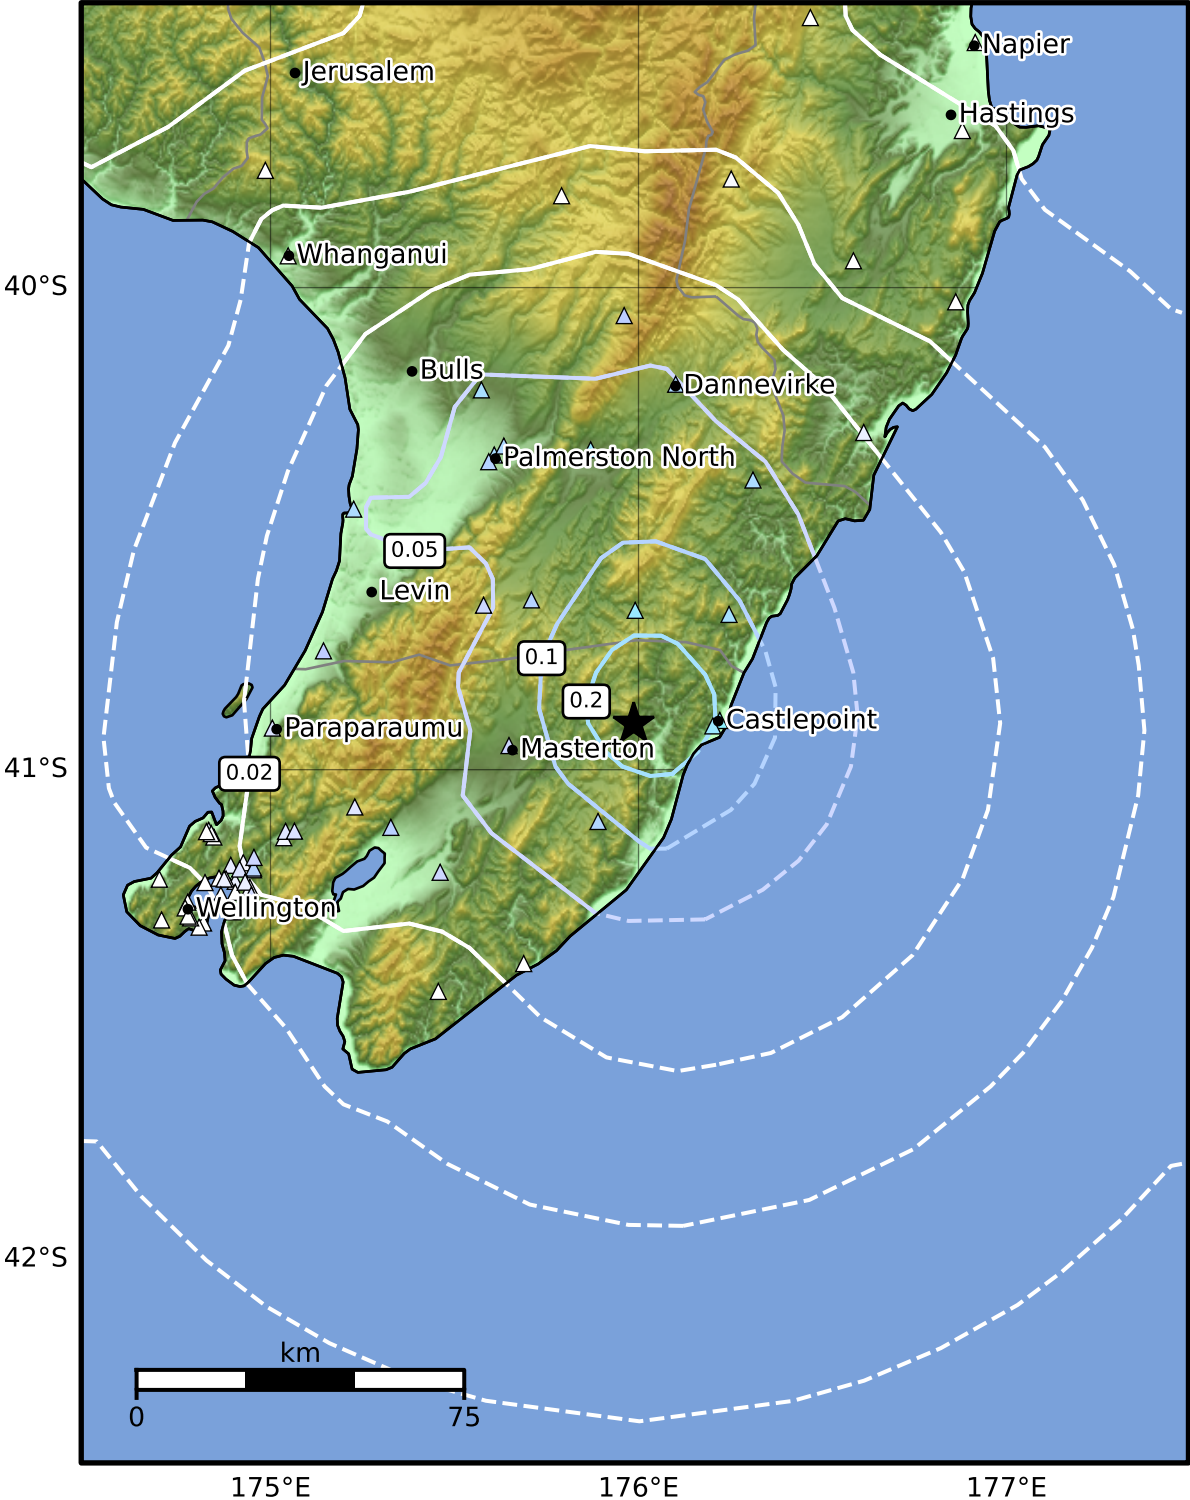 Napier
Jerusalem
Hastings
Whanganui
40°S
Bulls
Dannevirke
Palmerston North
0.05
Levin
0.1
0.2
Castlepoint
Paraparaumu
Masterton
41°S
0.02
Wellington
42°S
km
0
75
175°E
176°E
177°E